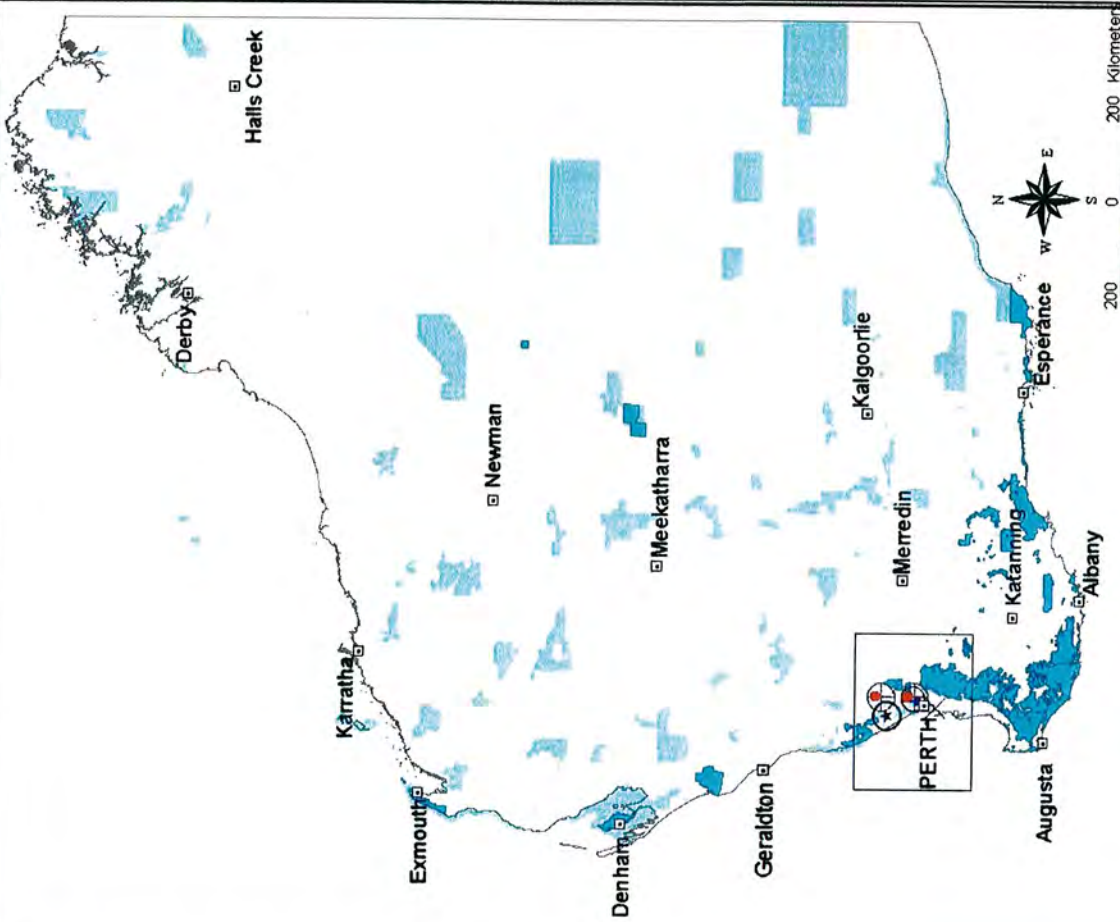 Halls Creek
Derby
Newman
Karratha
Exmouth
Meekatharra
Denham
Geraldton
Kalgoorlie
Merredin
PERTH
Katanning
Esperance
Augusta
Albany
N
W E
S
200 0 200 Kilometers